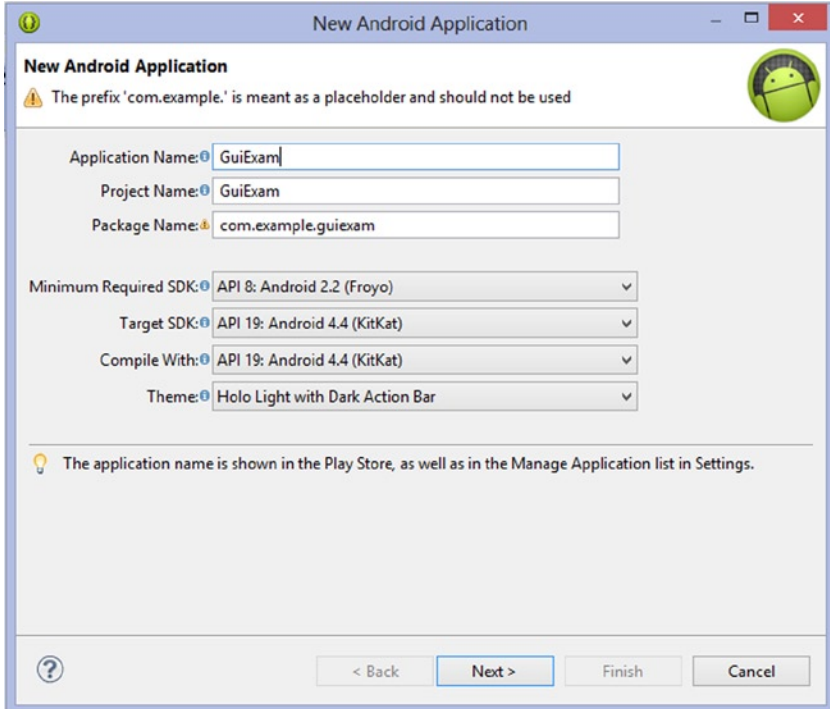 New Android Application
New Android Application
The prefix 'com.example.' is meant as a placeholder and should not be used
Application Name: GuiExam
Project Name: GuiExam
Package Name: com.example.guiexam
Minimum Required SDK: API 8: Android 2.2 (Froyo)
Target SDK: API 19: Android 4.4 (KitKat)
Compile With: API 19: Android 4.4 (KitKat)
Theme: Holo Light with Dark Action Bar
The application name is shown in the Play Store, as well as in the Manage Application list in Settings.
? < Back Next > Finish Cancel